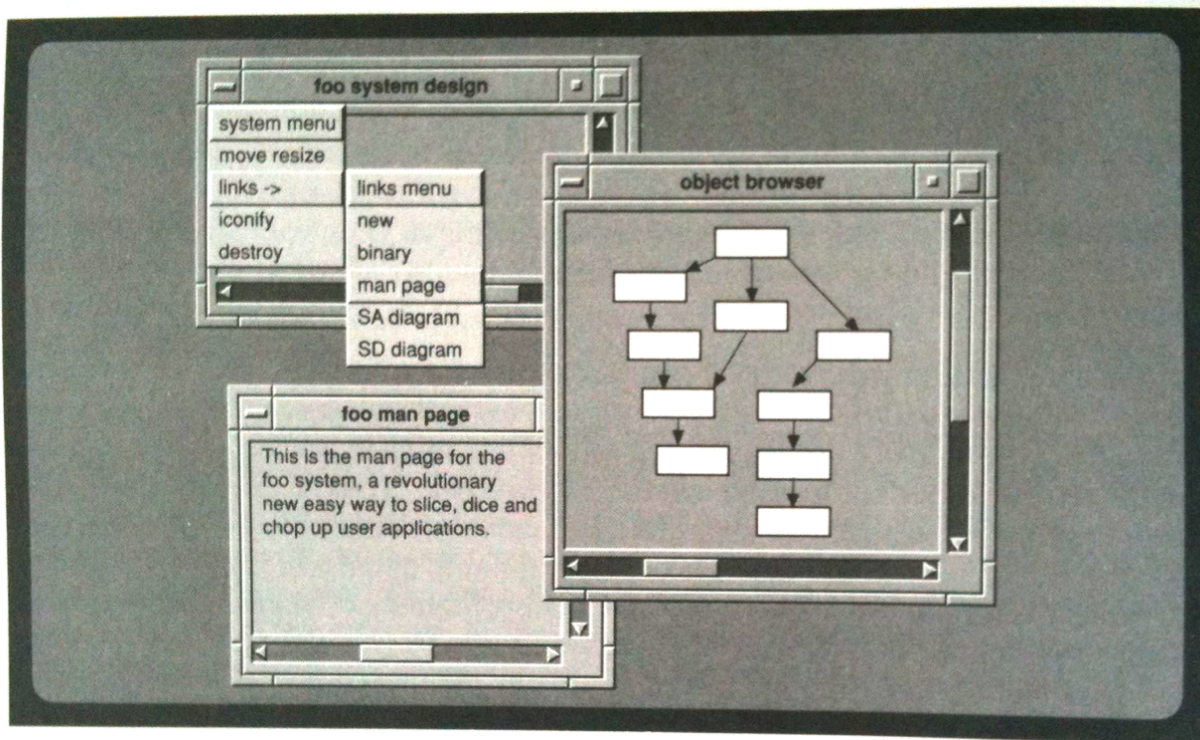 foo system design
system menu
move resize
links ->
iconify
destroy
links menu
new
binary
man page
SA diagram
SD diagram
object browser
foo man page
This is the man page for the
foo system, a revolutionary
new easy way to slice, dice and
chop up user applications.